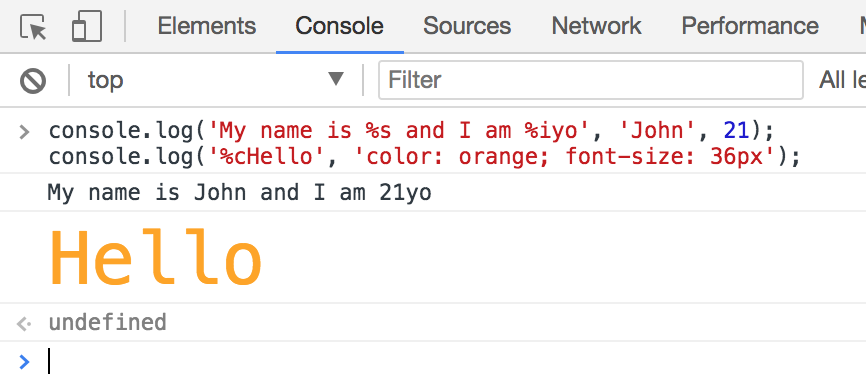 Elements Console Sources Network Performance
top Filter All le
> console.log('My name is %s and I am %iyo', 'John', 21);
console.log('%cHello', 'color: orange; font-size: 36px');
My name is John and I am 21yo
Hello
undefined
>